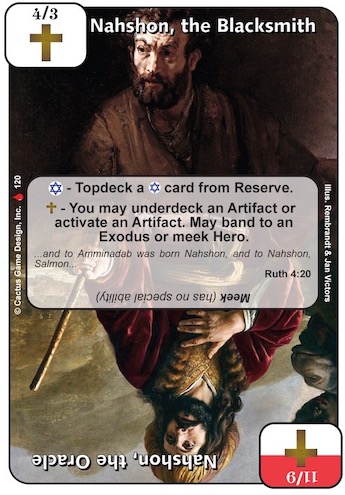 4/3
Nahshon, the Blacksmith
- Topdeck a card from Reserve.
- You may underdeck an Artifact or
activate an Artifact. May band to an
Exodus or meek Hero.
...and to Amminadab was born Nahshon, and to Nahshon,
Salmon...
Ruth 4:20
© Cactus Game Design, Inc. 120
Illus. Rembrandt & Jan Victors
Meek (has no special ability)
Nahshon, the Oracle
6/11